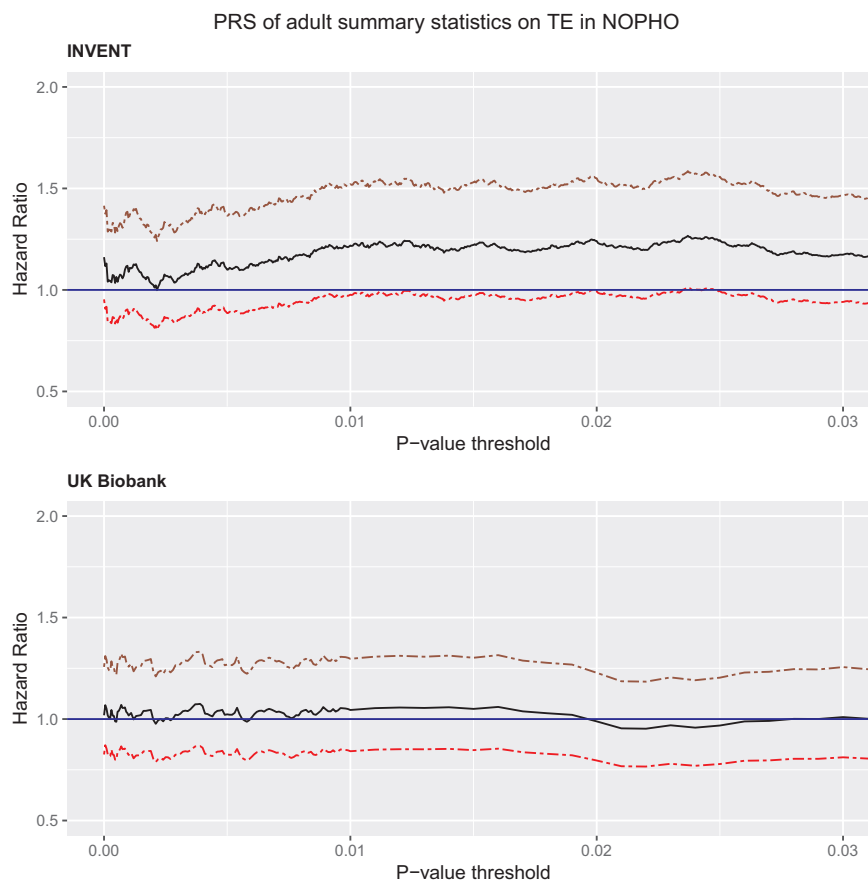 PRS of adult summary statistics on TE in NOPHO
INVENT
2.0
1.5
1.0
0.5
Hazard Ratio
0.00 0.01 0.02 0.03
P−value threshold
UK Biobank
2.0
1.5
1.0
0.5
Hazard Ratio
0.00 0.01 0.02 0.03
P−value threshold